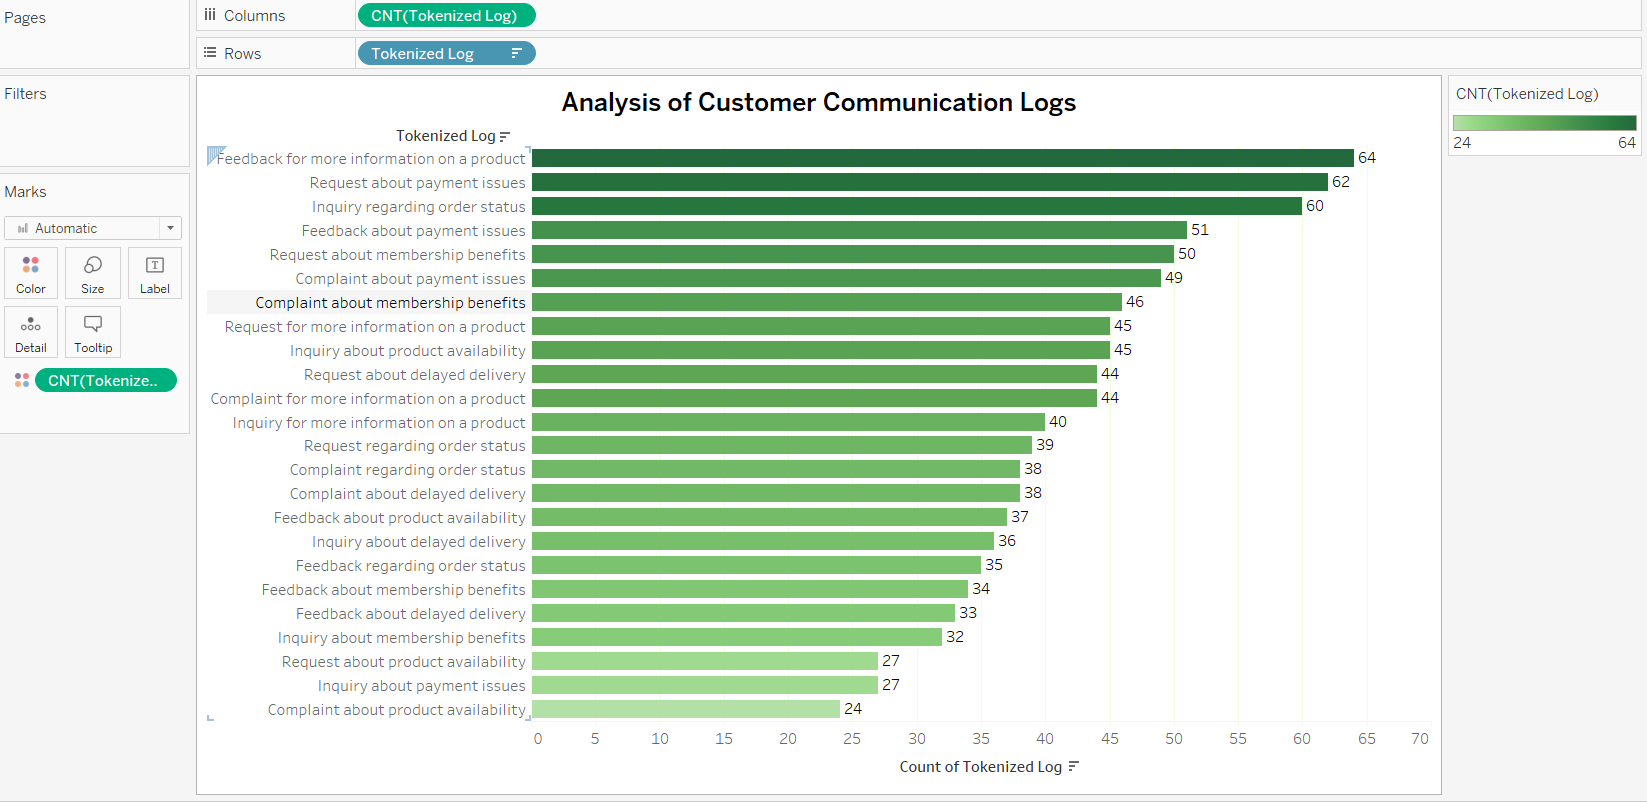 Pages
Columns CNT(Tokenized Log)
Rows Tokenized Log
Filters
Marks
Automatic
Color Size Label
Detail Tooltip
CNT(Tokenize..
Analysis of Customer Communication Logs
Tokenized Log
Feedback for more information on a product 64
Request about payment issues 62
Inquiry regarding order status 60
Feedback about payment issues 51
Request about membership benefits 50
Complaint about payment issues 49
Complaint about membership benefits 46
Request for more information on a product 45
Inquiry about product availability 45
Request about delayed delivery 44
Complaint for more information on a product 44
Inquiry for more information on a product 40
Request regarding order status 39
Complaint regarding order status 38
Complaint about delayed delivery 38
Feedback about product availability 37
Inquiry about delayed delivery 36
Feedback regarding order status 35
Feedback about membership benefits 34
Feedback about delayed delivery 33
Inquiry about membership benefits 32
Request about product availability 27
Inquiry about payment issues 27
Complaint about product availability 24
0 5 10 15 20 25 30 35 40 45 50 55 60 65 70
Count of Tokenized Log
CNT(Tokenized Log)
24 64